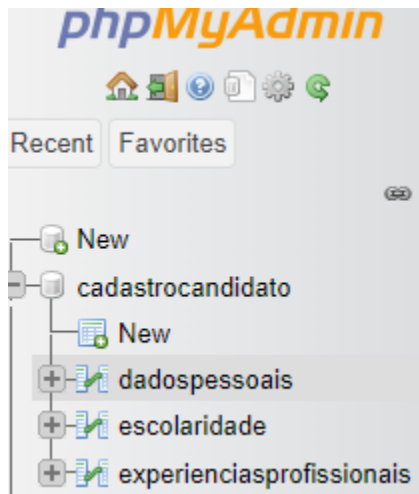 phpMyAdmin
Recent Favorites
New
cadastrocandidato
New
dadospessoais
escolaridade
experienciasprofissionais